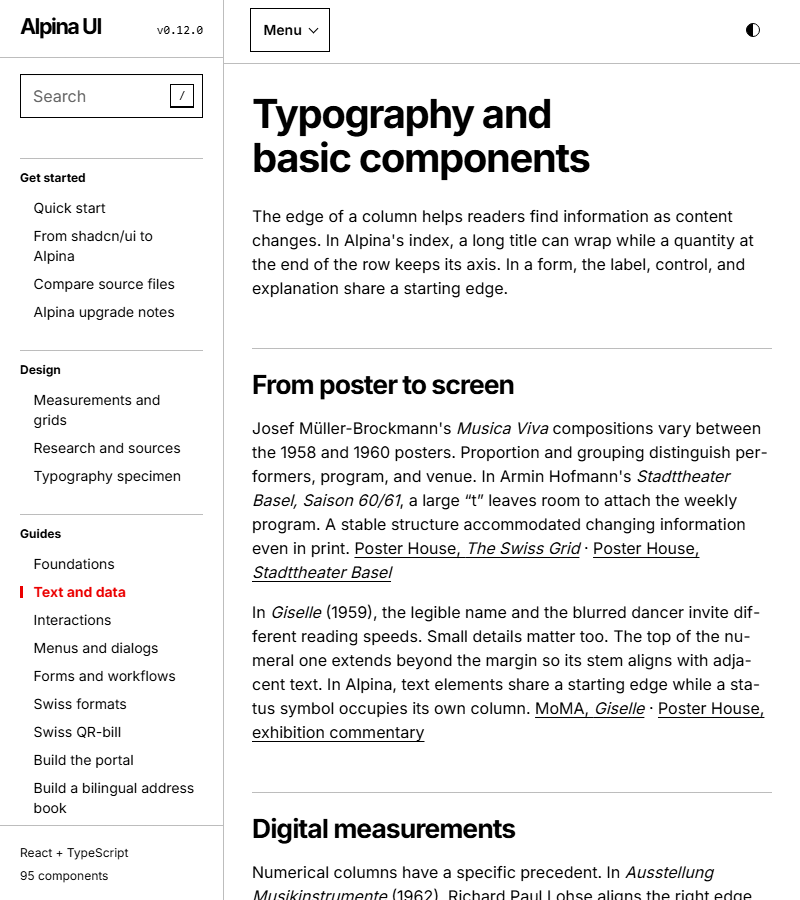 Alpina UI
v0.12.0
Search
/
Get started
Quick start
From shadcn/ui to
Alpina
Compare source files
Alpina upgrade notes
Design
Measurements and
grids
Research and sources
Typography specimen
Guides
Foundations
Text and data
Interactions
Menus and dialogs
Forms and workflows
Swiss formats
Swiss QR-bill
Build the portal
Build a bilingual address
book
React + TypeScript
95 components
Menu
Typography and
basic components
The edge of a column helps readers find information as content
changes. In Alpina's index, a long title can wrap while a quantity at
the end of the row keeps its axis. In a form, the label, control, and
explanation share a starting edge.
From poster to screen
Josef Müller-Brockmann's Musica Viva compositions vary between
the 1958 and 1960 posters. Proportion and grouping distinguish per-
formers, program, and venue. In Armin Hofmann's Stadttheater
Basel, Saison 60/61, a large “t” leaves room to attach the weekly
program. A stable structure accommodated changing information
even in print. Poster House, The Swiss Grid · Poster House,
Stadttheater Basel
In Giselle (1959), the legible name and the blurred dancer invite dif-
ferent reading speeds. Small details matter too. The top of the nu-
meral one extends beyond the margin so its stem aligns with adja-
cent text. In Alpina, text elements share a starting edge while a sta-
tus symbol occupies its own column. MoMA, Giselle · Poster House,
exhibition commentary
Digital measurements
Numerical columns have a specific precedent. In Ausstellung
Musikinstrumente (1962), Richard Paul Lohse aligns the right edge